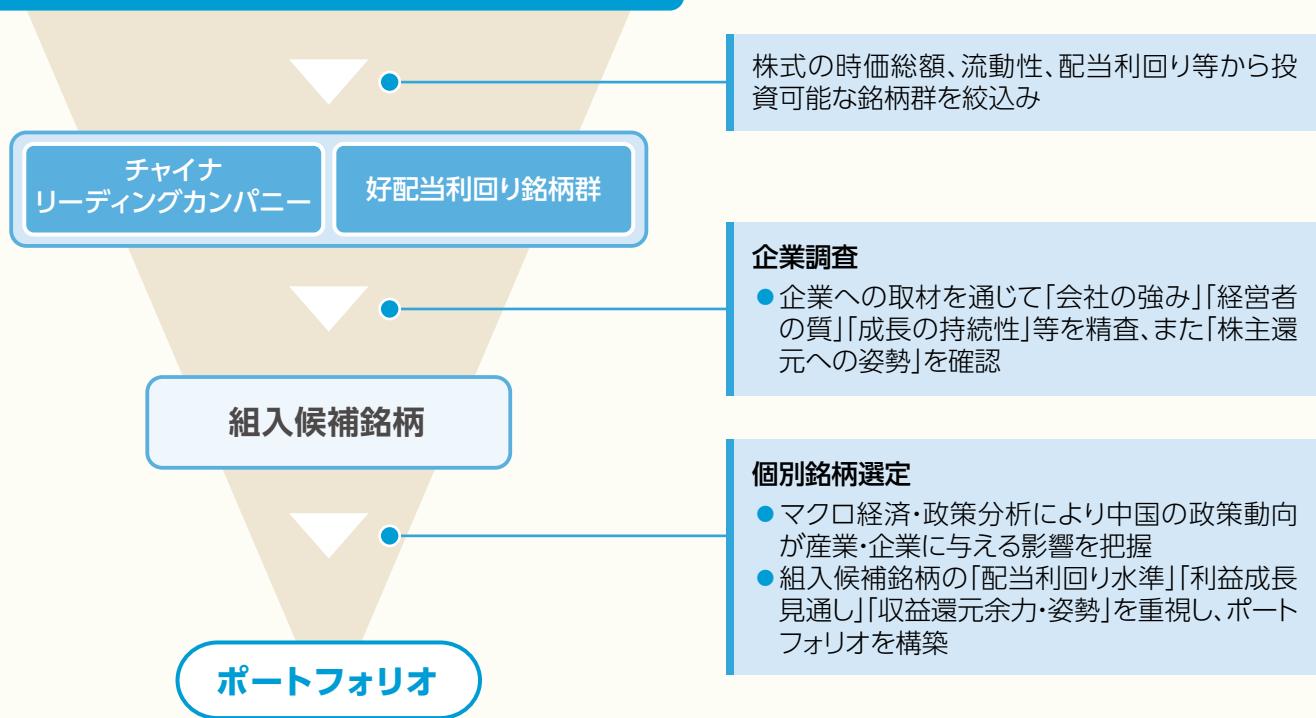 株式の時価総額、流動性、配当利回り等から投
資可能な銘柄群を絞込み
チャイナ
リーディングカンパニー
好配当利回り銘柄群
企業調査
●企業への取材を通じて「会社の強み」「経営者
の質」「成長の持続性」等を精査、また「株主還
元への姿勢」を確認
組入候補銘柄
個別銘柄選定
●マクロ経済・政策分析により中国の政策動向
が産業・企業に与える影響を把握
●組入候補銘柄の「配当利回り水準」「利益成長
見通し」「収益還元余力・姿勢」を重視し、ポート
フォリオを構築
ポートフォリオ